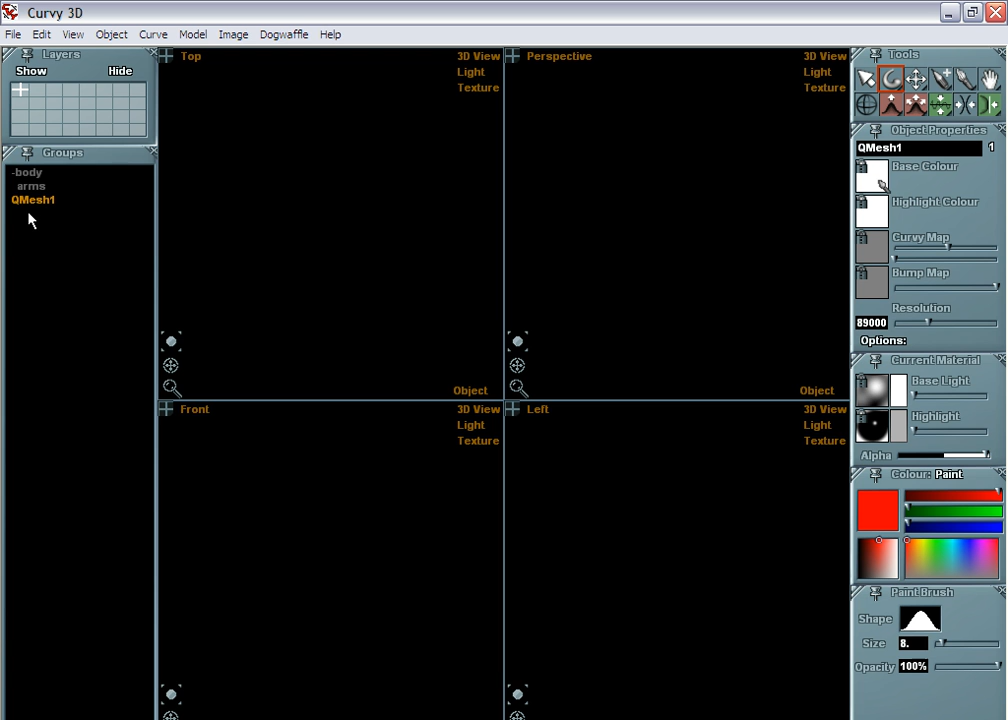 Curvy 3D
File Edit View Object Curve Model Image Dogwaffle Help
Layers
Show Hide
Groups
-body
arms
QMesh1
Top 3D View
Light
Texture
Object
Perspective 3D View
Light
Texture
Object
Front 3D View
Light
Texture
Left 3D View
Light
Texture
Tools
Object Properties
QMesh1 1
Base Colour
Highlight Colour
Curvy Map
Bump Map
Resolution
89000
Options:
Current Material
Base Light
Highlight
Alpha
Colour: Paint
Paint Brush
Shape
Size 8.
Opacity 100%